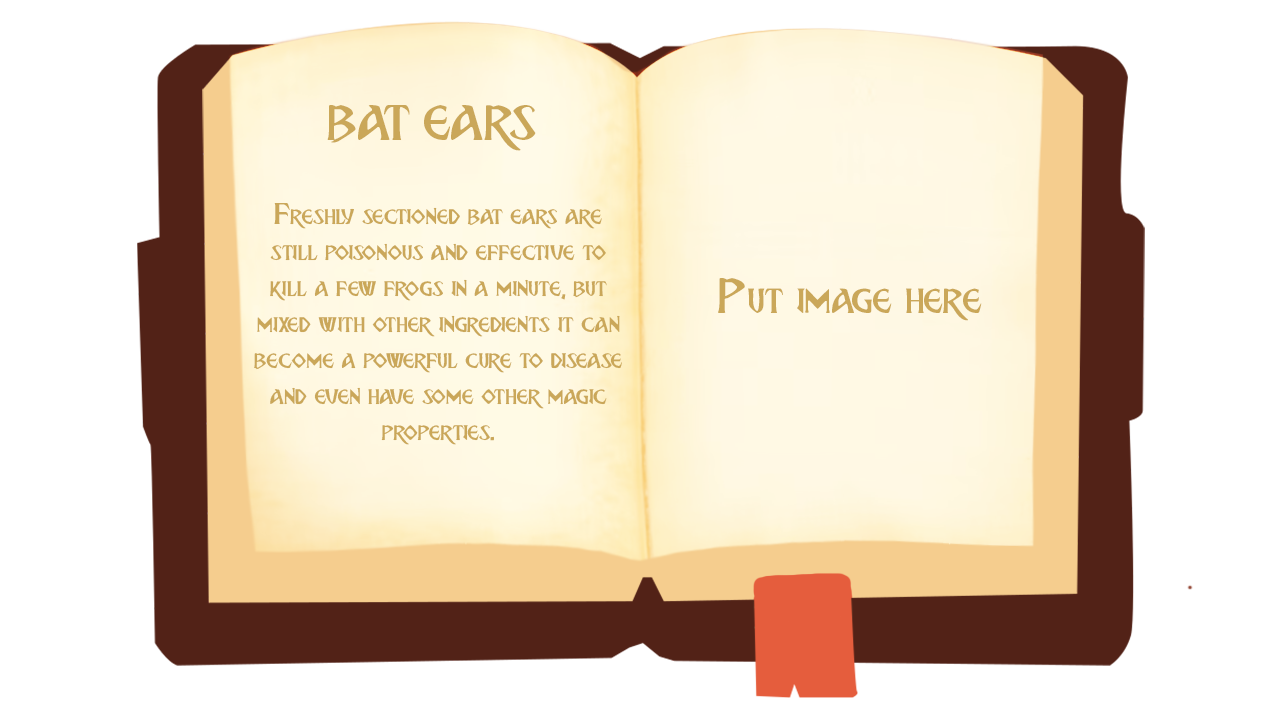 BAT EARS
Freshly sectioned bat ears are
still poisonous and effective to
kill a few frogs in a minute, but
mixed with other ingredients it can
become a powerful cure to disease
and even have some other magic
properties.
Put image here